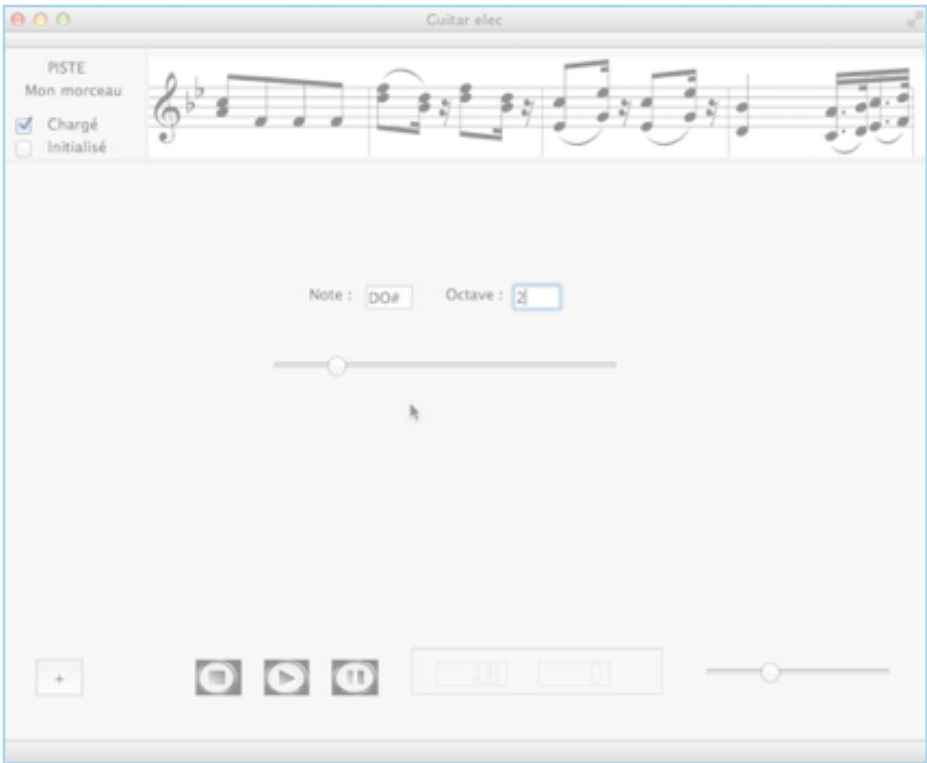 Guitar elec
PISTE
Mon morceau
Chargé
Initialisé
Note : DO# Octave : 2
+